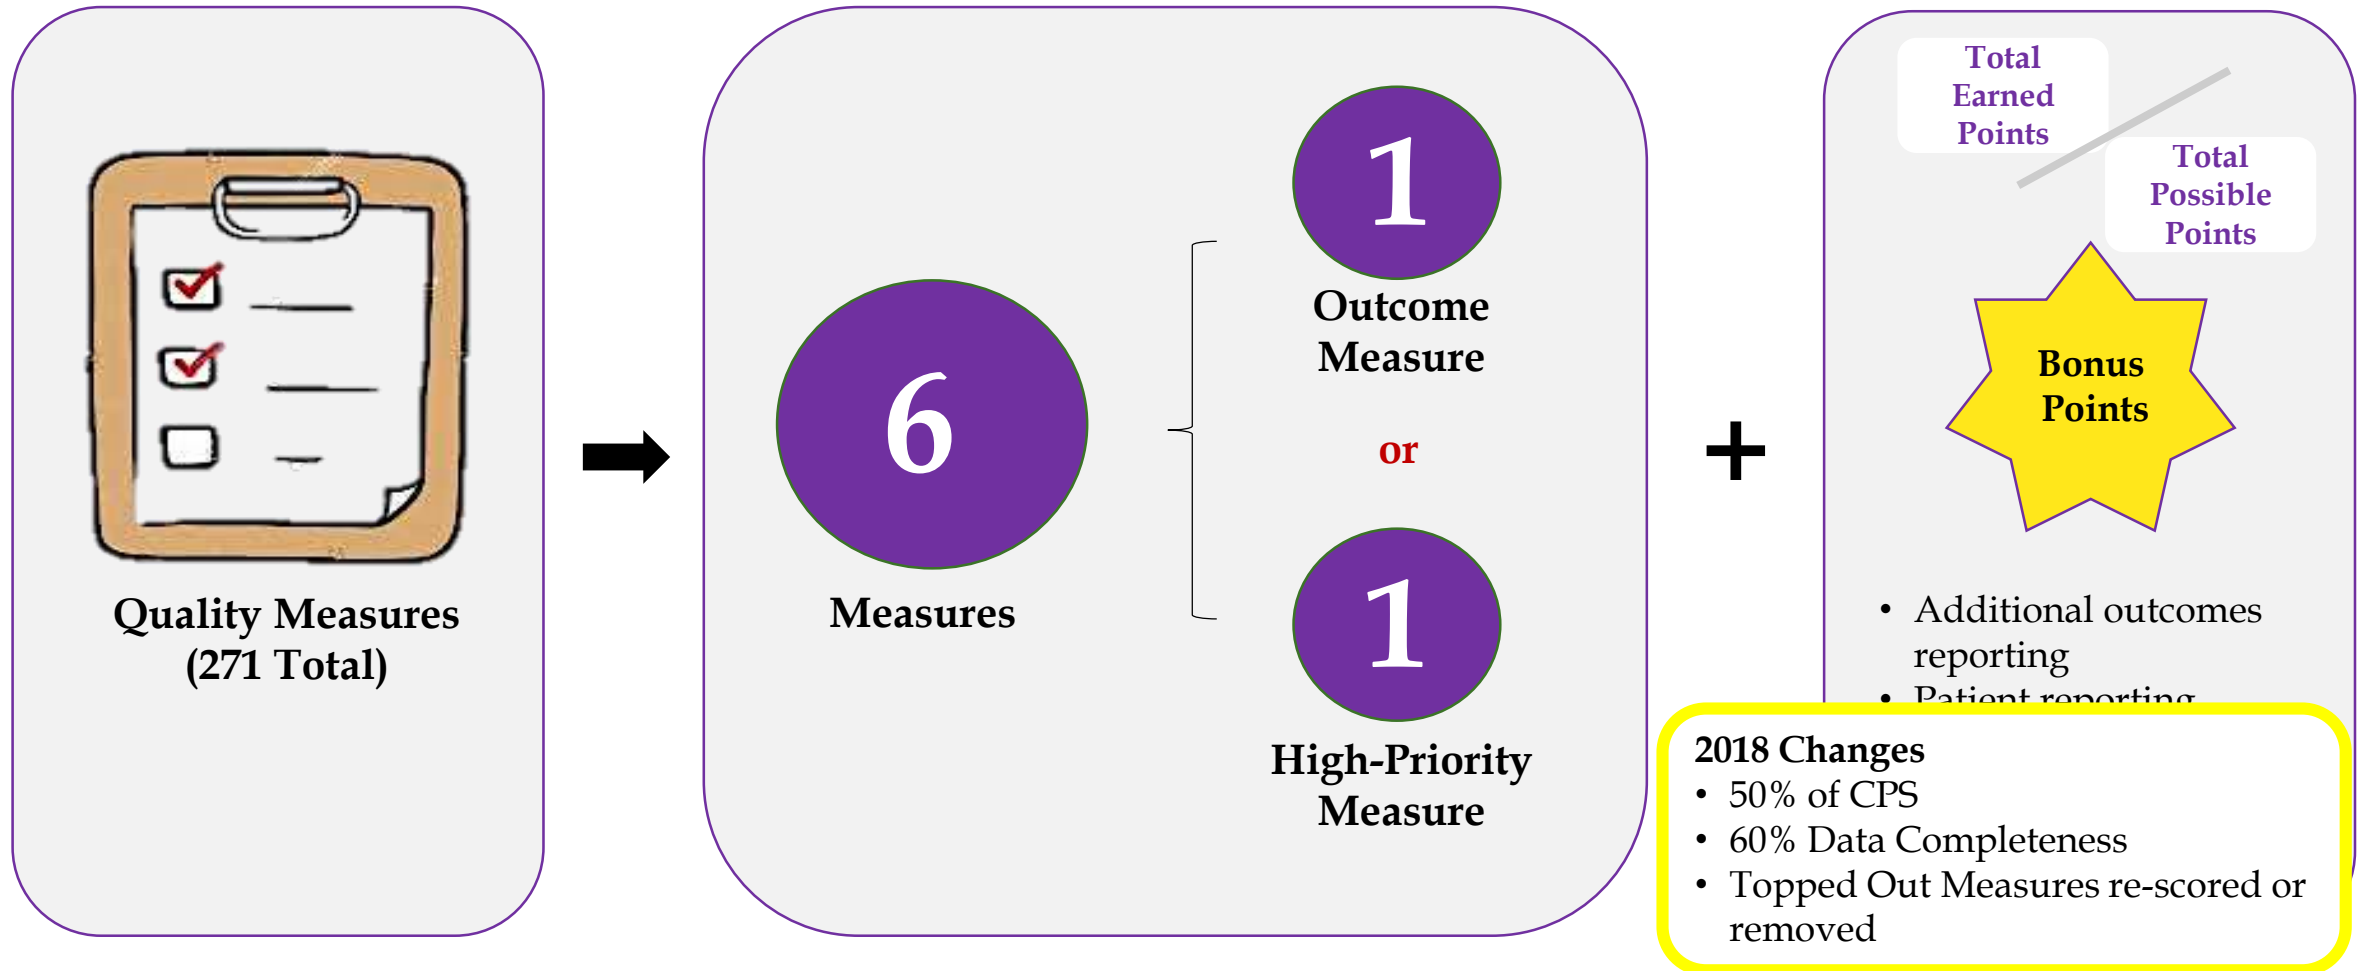 Quality Measures
(271 Total)
6
Measures
1
Outcome
Measure
or
1
High-Priority
Measure
+
Total
Earned
Points
Total
Possible
Points
Bonus
Points
• Additional outcomes
reporting
• Patient reporting
2018 Changes
• 50% of CPS
• 60% Data Completeness
• Topped Out Measures re-scored or
removed